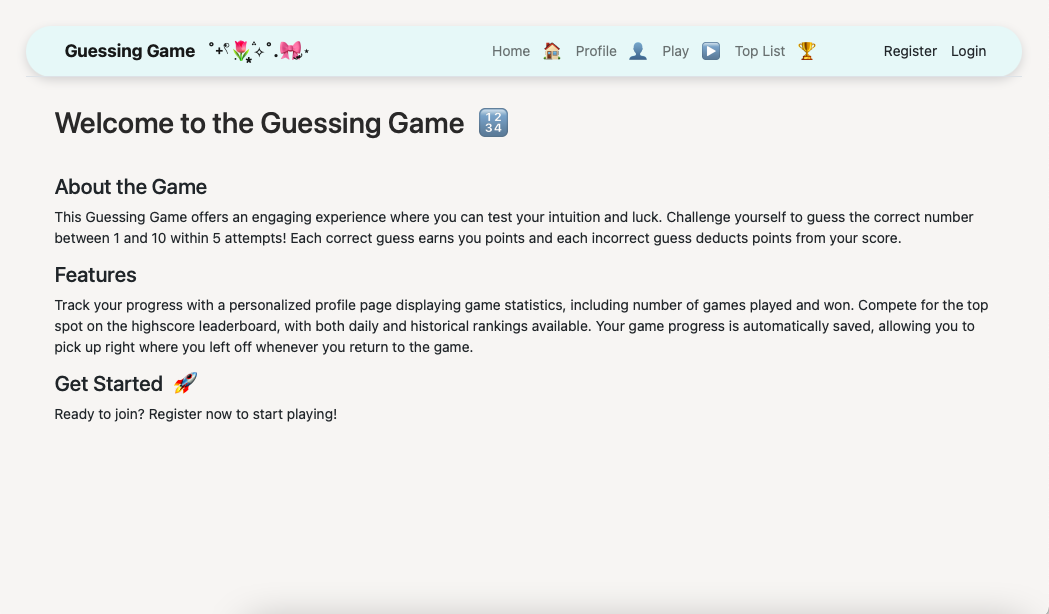 Guessing Game
Home Profile Play Top List
Register Login
Welcome to the Guessing Game
About the Game
This Guessing Game offers an engaging experience where you can test your intuition and luck. Challenge yourself to guess the correct number
between 1 and 10 within 5 attempts! Each correct guess earns you points and each incorrect guess deducts points from your score.
Features
Track your progress with a personalized profile page displaying game statistics, including number of games played and won. Compete for the top
spot on the highscore leaderboard, with both daily and historical rankings available. Your game progress is automatically saved, allowing you to
pick up right where you left off whenever you return to the game.
Get Started 🚀
Ready to join? Register now to start playing!